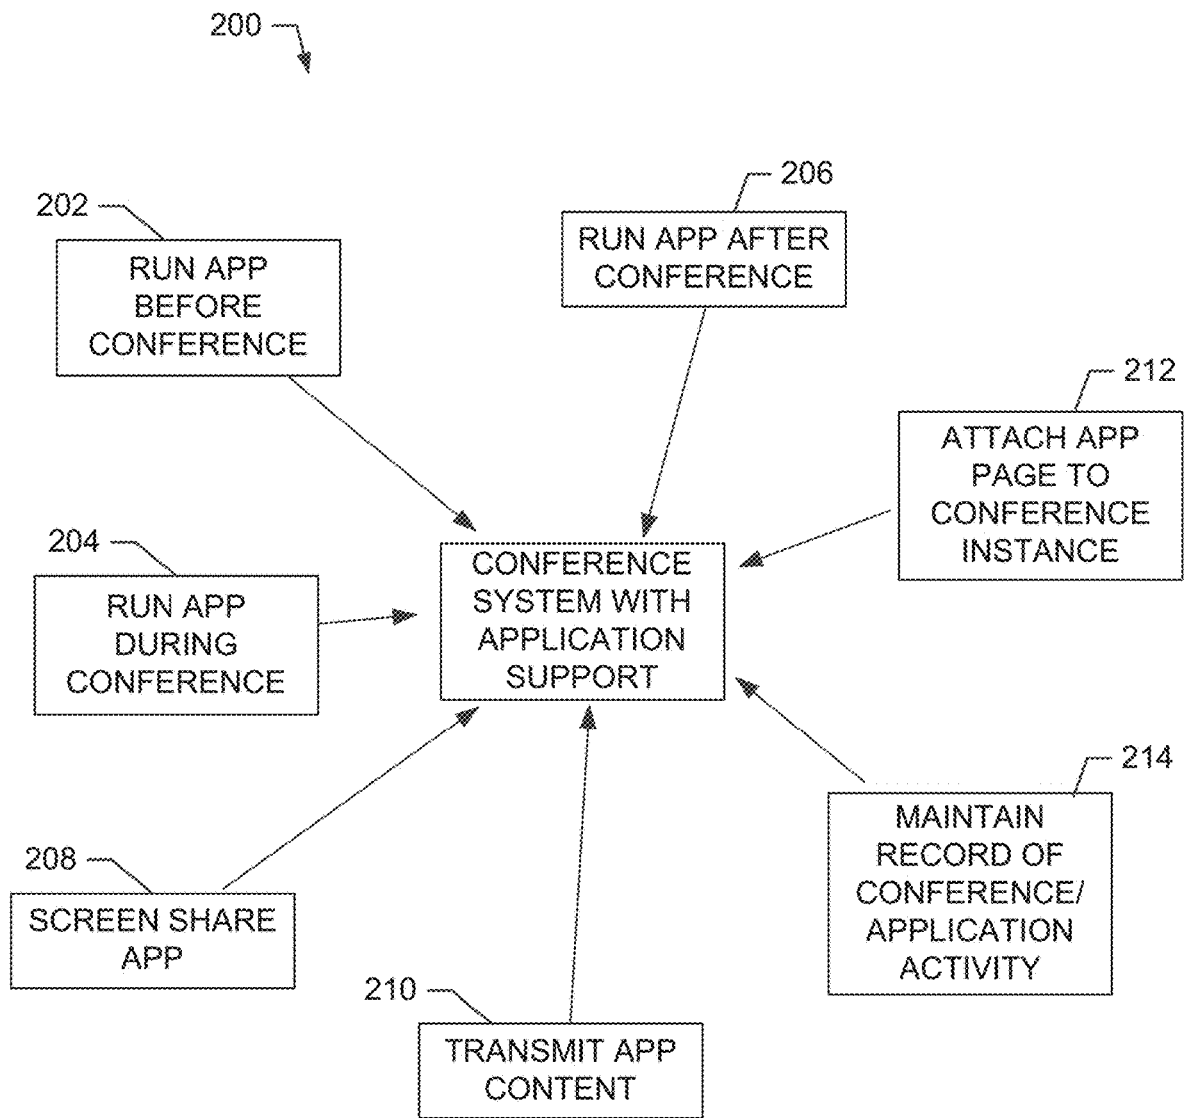 200
206
202
RUN APP AFTER
CONFERENCE
RUN APP
BEFORE
CONFERENCE
212
ATTACH APP
PAGE TO
CONFERENCE
INSTANCE
204
CONFERENCE
SYSTEM WITH
APPLICATION
SUPPORT
RUN APP
DURING
CONFERENCE
214
MAINTAIN
RECORD OF
CONFERENCE/
APPLICATION
ACTIVITY
208
SCREEN SHARE
APP
210
TRANSMIT APP
CONTENT